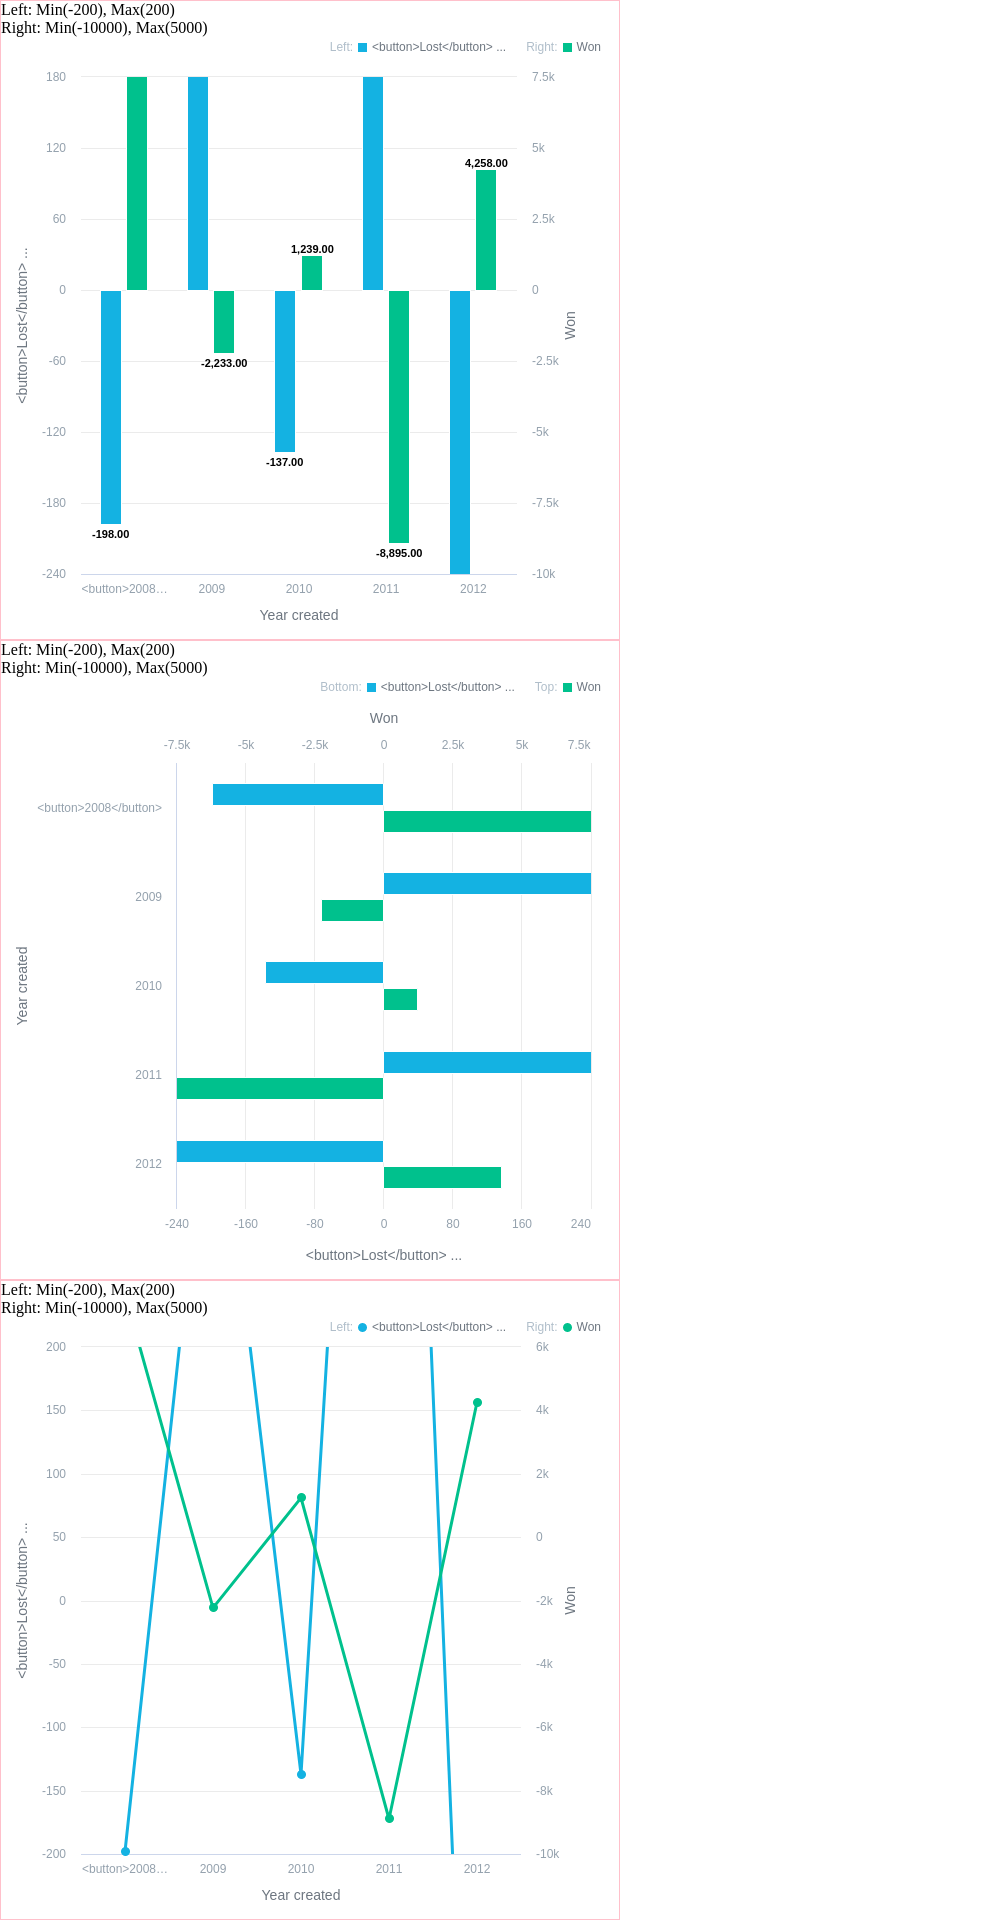 Left: Min(-200), Max(200)
Right: Min(-10000), Max(5000)
Left: <button>Lost</button> ... Right: Won
180 7.5k
120 5k
60 2.5k
0 0
-60 -2.5k
-120 -5k
-180 -7.5k
-240 -10k
<button>Lost</button> ...
Won
4,258.00
1,239.00
-2,233.00
-137.00
-198.00
-8,895.00
<button>2008… 2009 2010 2011 2012
Year created
Left: Min(-200), Max(200)
Right: Min(-10000), Max(5000)
Bottom: <button>Lost</button> ... Top: Won
Won
-7.5k -5k -2.5k 0 2.5k 5k 7.5k
<button>2008</button>
2009
2010
2011
2012
Year created
-240 -160 -80 0 80 160 240
<button>Lost</button> ...
Left: Min(-200), Max(200)
Right: Min(-10000), Max(5000)
Left: <button>Lost</button> ... Right: Won
200 6k
150 4k
100 2k
50 0
0 -2k
-50 -4k
-100 -6k
-150 -8k
-200 -10k
<button>Lost</button> ...
Won
<button>2008… 2009 2010 2011 2012
Year created